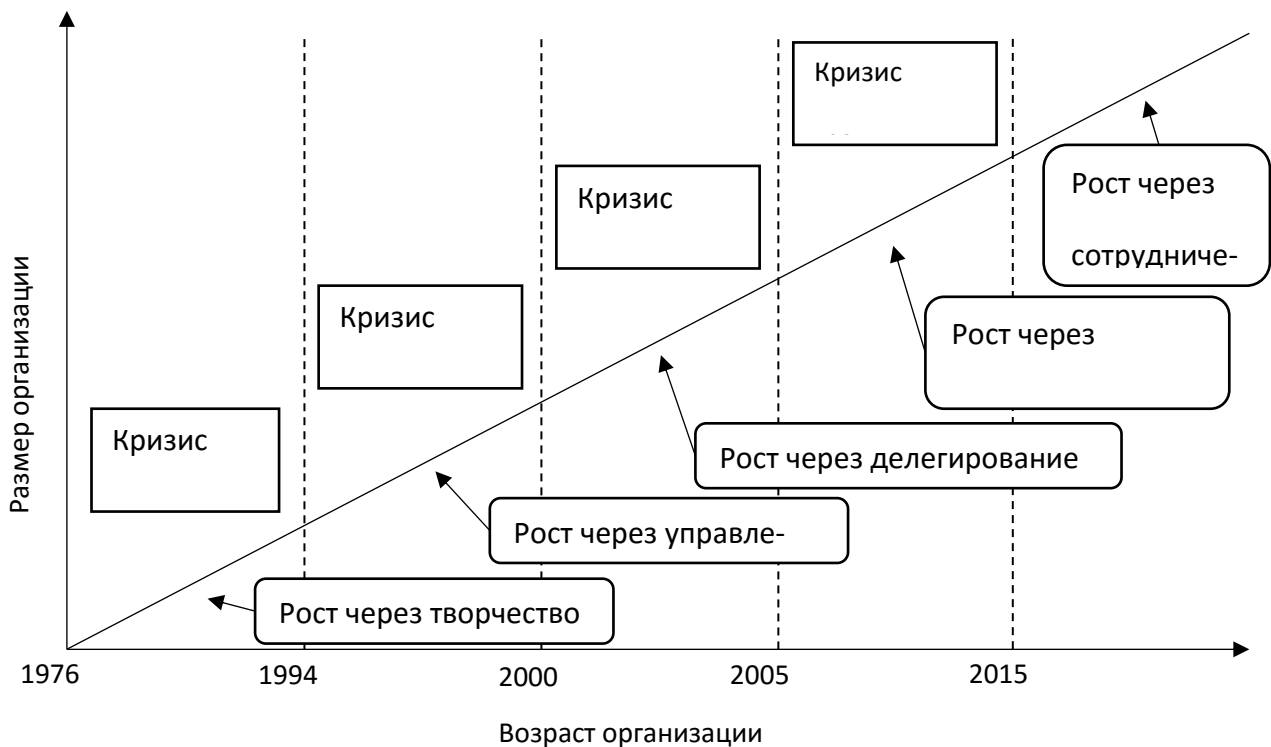 Кризис
Кризис
Рост через
сотрудниче-
Кризис
Рост через
Кризис
Рост через делегирование
Рост через управле-
Рост через творчество
Размер организации
1976
1994
2000
2005
2015
Возраст организации